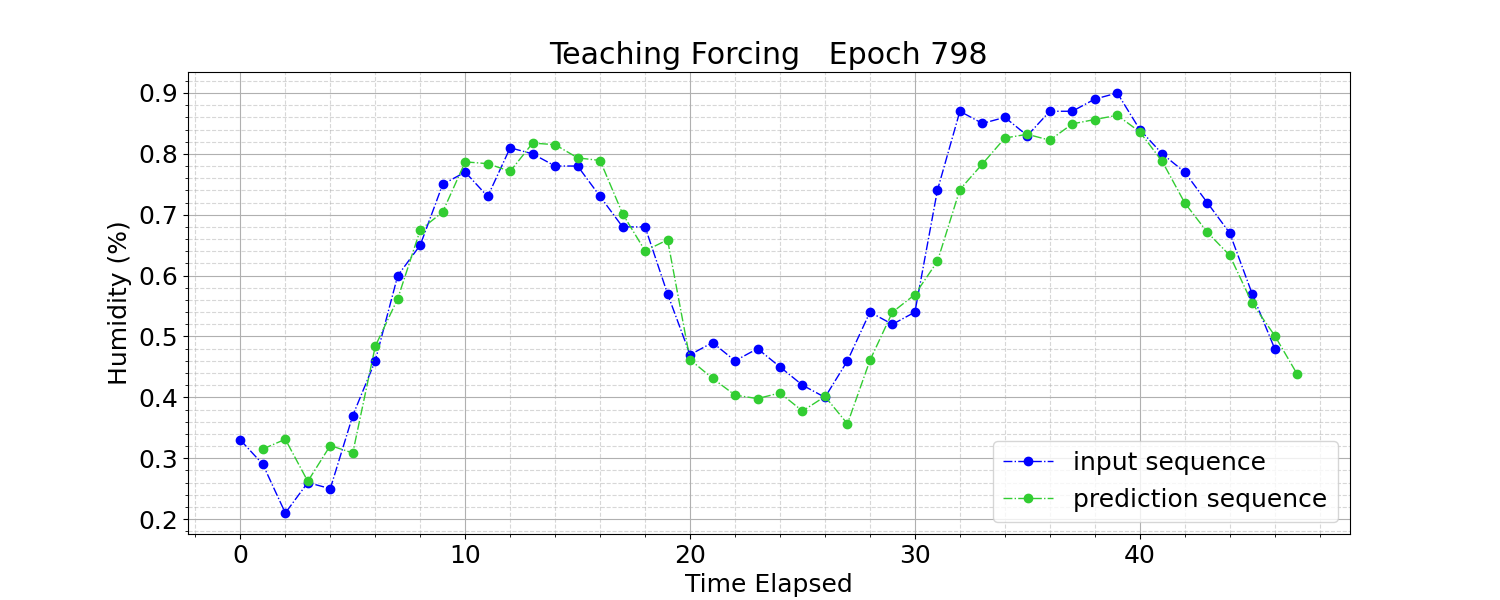 Teaching Forcing   Epoch 798
Humidity (%)
0.9
0.8
0.7
0.6
0.5
0.4
0.3
0.2
input sequence
prediction sequence
0 10 20 30 40
Time Elapsed